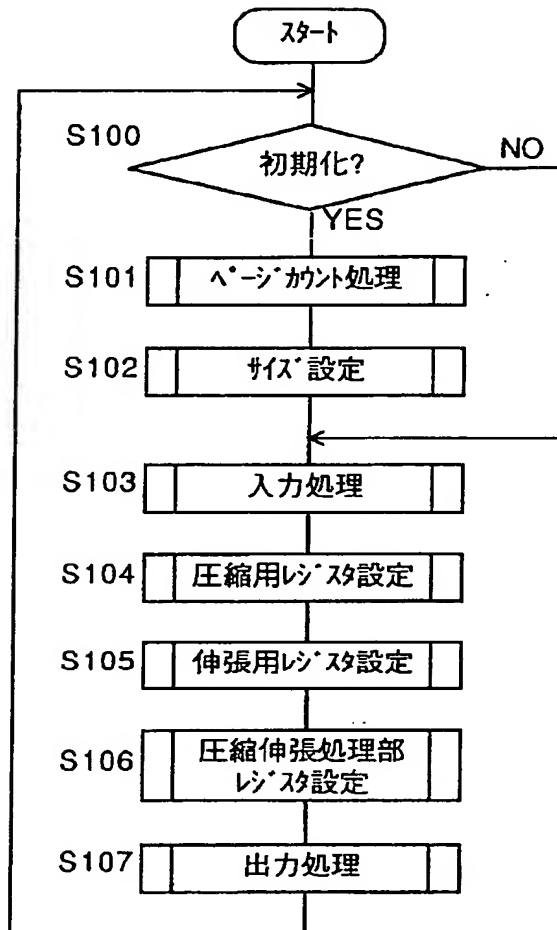 スタート
S100
初期化?
NO
YES
S101
ページカウント処理
S102
サイズ設定
S103
入力処理
S104
圧縮用レジスタ設定
S105
伸張用レジスタ設定
S106
圧縮伸張処理部
レジスタ設定
S107
出力処理